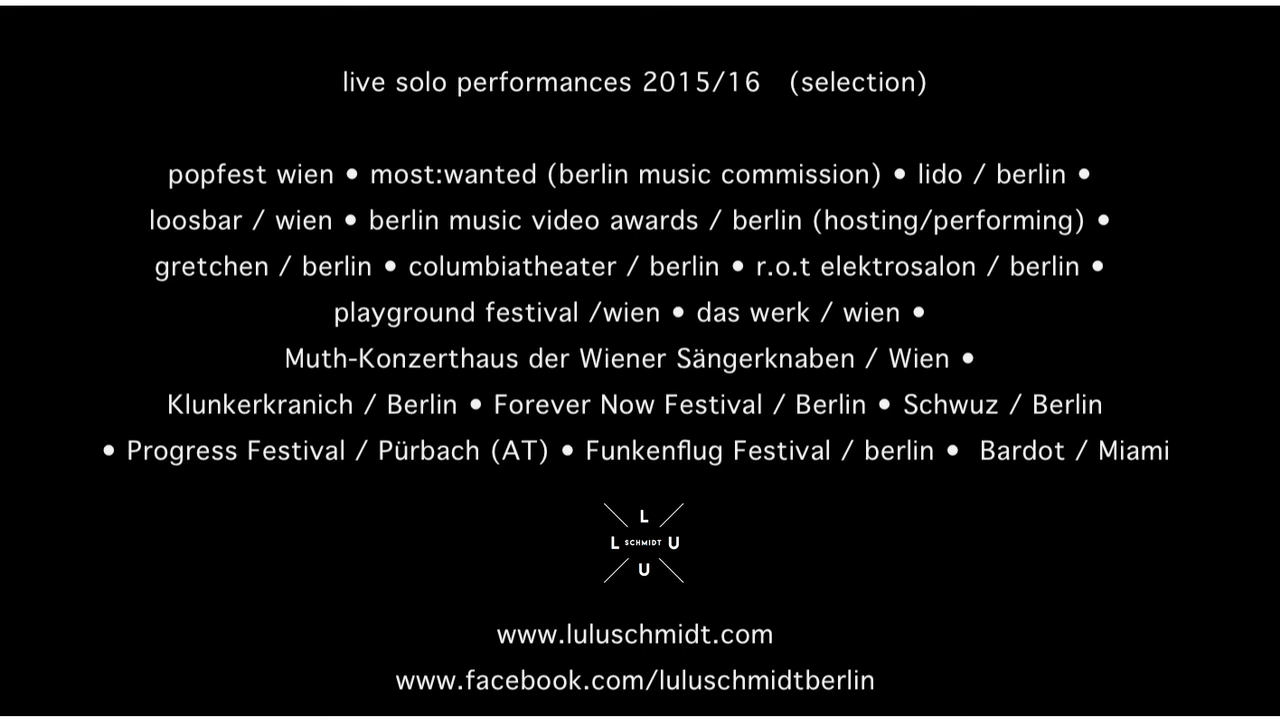 live solo performances 2015/16 (selection)
popfest wien • most:wanted (berlin music commission) • lido / berlin •
loosbar / wien • berlin music video awards / berlin (hosting/performing) •
gretchen / berlin • columbiatheater / berlin • r.o.t elektrosalon / berlin •
playground festival /wien • das werk / wien •
Muth-Konzerthaus der Wiener Sängerknaben / Wien •
Klunkerkranich / Berlin • Forever Now Festival / Berlin • Schwuz / Berlin
• Progress Festival / Pürbach (AT) • Funkenflug Festival / berlin • Bardot / Miami
L
L SCHMIDT U
U
www.luluschmidt.com
www.facebook.com/luluschmidtberlin